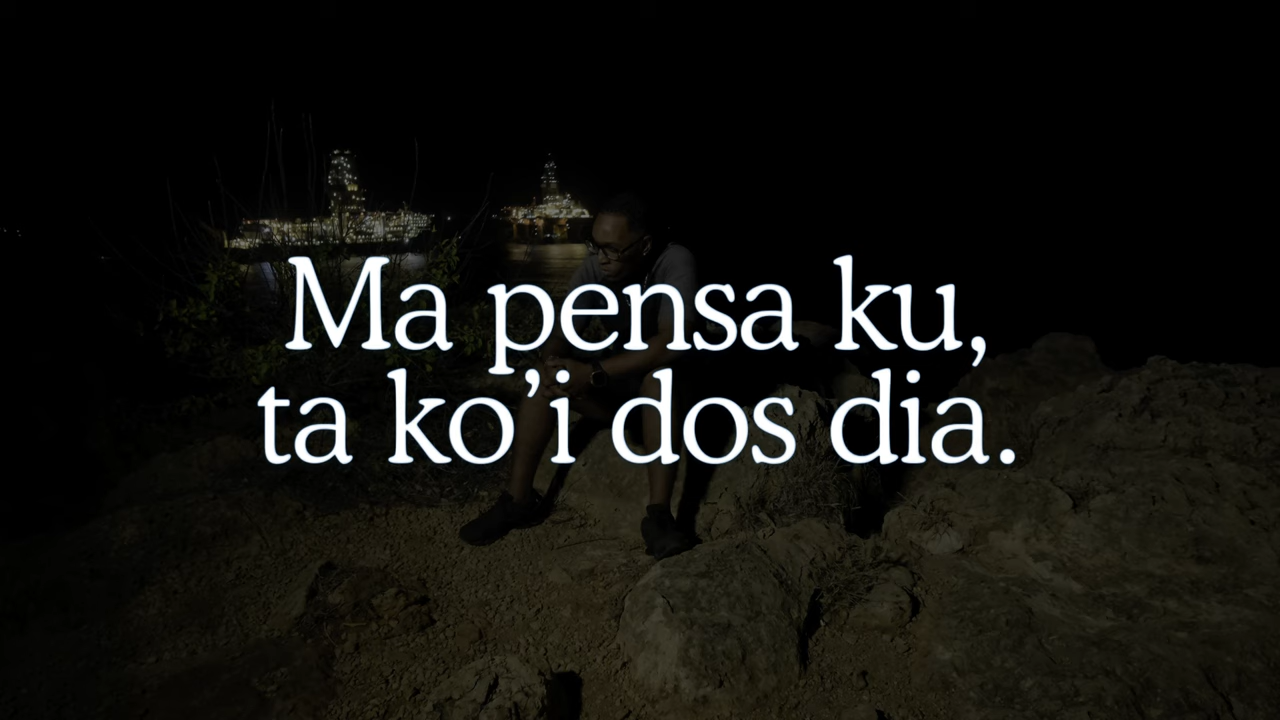 Ma pensa ku,
ta ko’i dos dia.